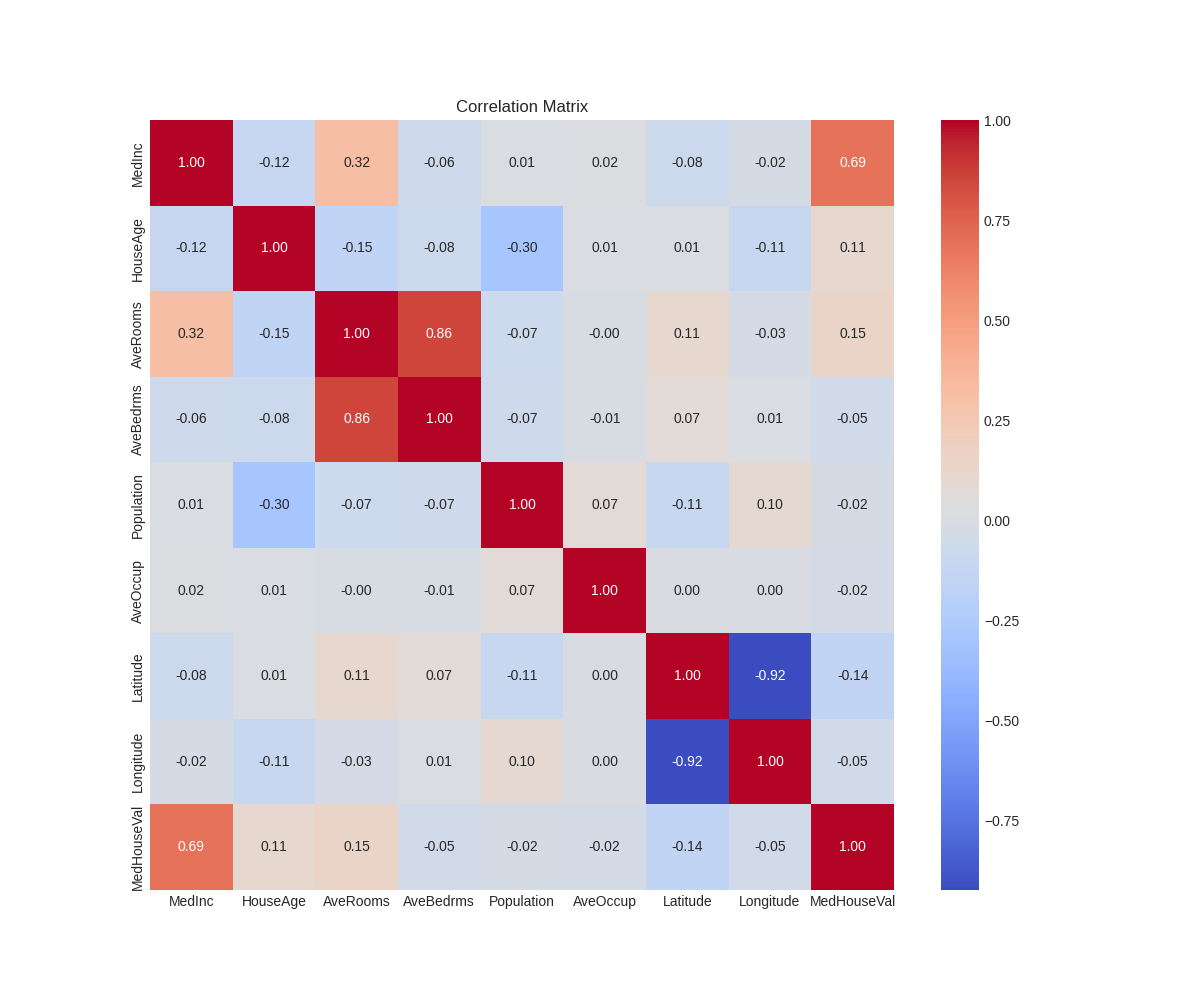 Correlation Matrix
MedInc 1.00 -0.12 0.32 -0.06 0.01 0.02 -0.08 -0.02 0.69
HouseAge -0.12 1.00 -0.15 -0.08 -0.30 0.01 0.01 -0.11 0.11
AveRooms 0.32 -0.15 1.00 0.86 -0.07 -0.00 0.11 -0.03 0.15
AveBedrms -0.06 -0.08 0.86 1.00 -0.07 -0.01 0.07 0.01 -0.05
Population 0.01 -0.30 -0.07 -0.07 1.00 0.07 -0.11 0.10 -0.02
AveOccup 0.02 0.01 -0.00 -0.01 0.07 1.00 0.00 0.00 -0.02
Latitude -0.08 0.01 0.11 0.07 -0.11 0.00 1.00 -0.92 -0.14
Longitude -0.02 -0.11 -0.03 0.01 0.10 0.00 -0.92 1.00 -0.05
MedHouseVal 0.69 0.11 0.15 -0.05 -0.02 -0.02 -0.14 -0.05 1.00
MedInc HouseAge AveRooms AveBedrms Population AveOccup Latitude Longitude MedHouseVal
1.00
0.75
0.50
0.25
0.00
−0.25
−0.50
−0.75